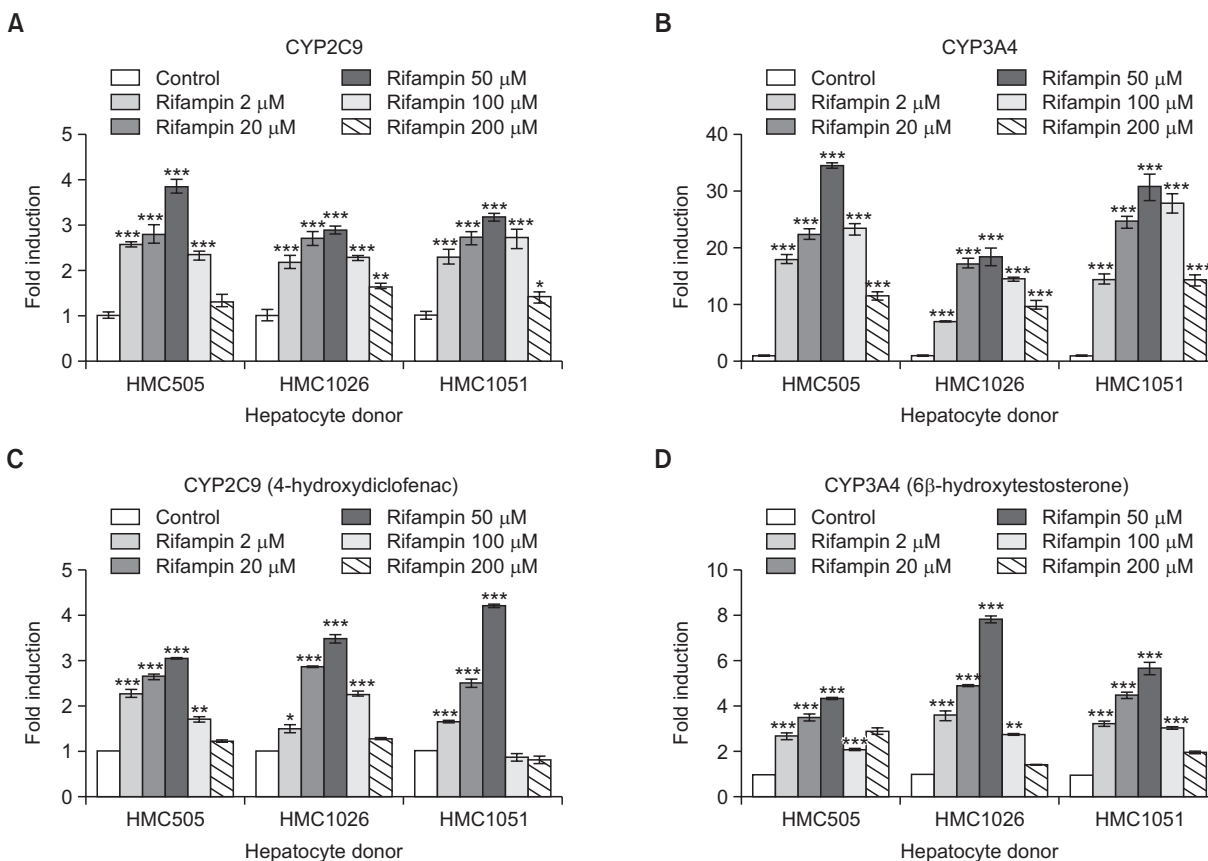 A
CYP2C9
Control
Rifampin 2 μM
Rifampin 20 μM
Rifampin 50 μM
Rifampin 100 μM
Rifampin 200 μM
Fold induction
5
4
3
2
1
0
*** *** *** ***
*** *** *** *** **
*** *** *** *** *
HMC505 HMC1026 HMC1051
Hepatocyte donor
B
CYP3A4
Control
Rifampin 2 μM
Rifampin 20 μM
Rifampin 50 μM
Rifampin 100 μM
Rifampin 200 μM
Fold induction
40
30
20
10
0
*** *** *** *** ***
*** *** *** *** ***
*** *** *** *** ***
HMC505 HMC1026 HMC1051
Hepatocyte donor
C
CYP2C9 (4-hydroxydiclofenac)
Control
Rifampin 2 μM
Rifampin 20 μM
Rifampin 50 μM
Rifampin 100 μM
Rifampin 200 μM
Fold induction
5
4
3
2
1
0
*** *** *** **
* *** *** ***
*** *** ***
HMC505 HMC1026 HMC1051
Hepatocyte donor
D
CYP3A4 (6β-hydroxytestosterone)
Control
Rifampin 2 μM
Rifampin 20 μM
Rifampin 50 μM
Rifampin 100 μM
Rifampin 200 μM
Fold induction
10
8
6
4
2
0
*** *** *** ***
*** *** *** **
*** *** *** ***
HMC505 HMC1026 HMC1051
Hepatocyte donor